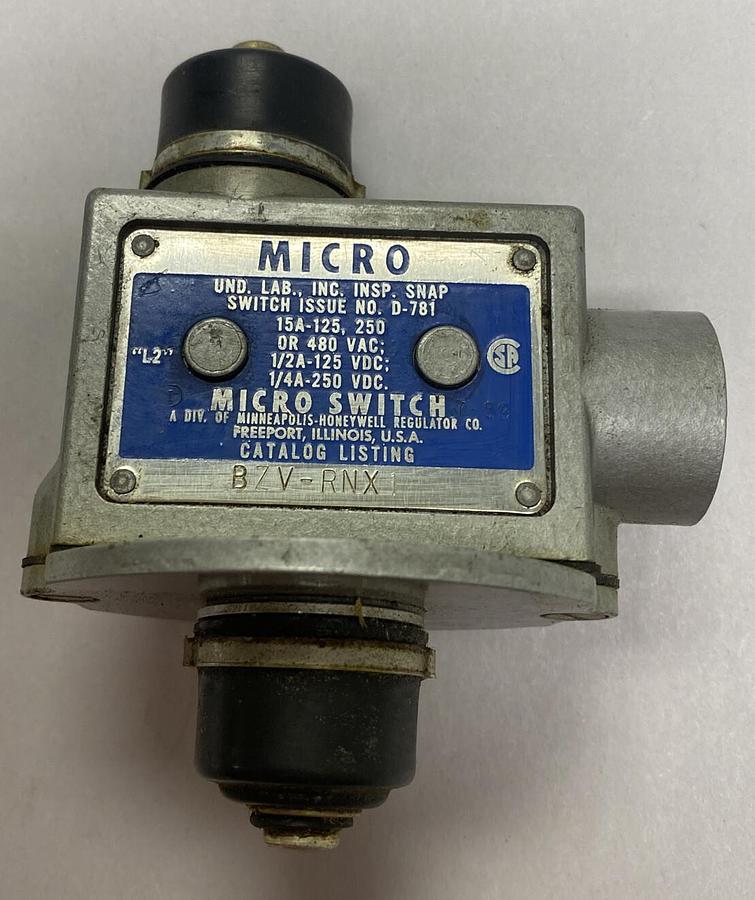 MICRO
UND. LAB., INC. INSP. SNAP
SWITCH ISSUE NO. D-781
15A-125, 250
OR 480 VAC;
"L2"
1/2A-125 VDC;
1/4A-250 VDC.
MICRO SWITCH
A DIV. OF MINNEAPOLIS-HONEYWELL REGULATOR CO.
FREEPORT, ILLINOIS, U.S.A.
CATALOG LISTING
BZV-RNX1